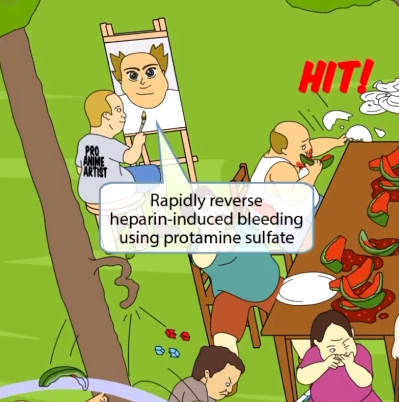 HIT!
PRO
ANIME
ARTIST
Rapidly reverse
heparin-induced bleeding
using protamine sulfate